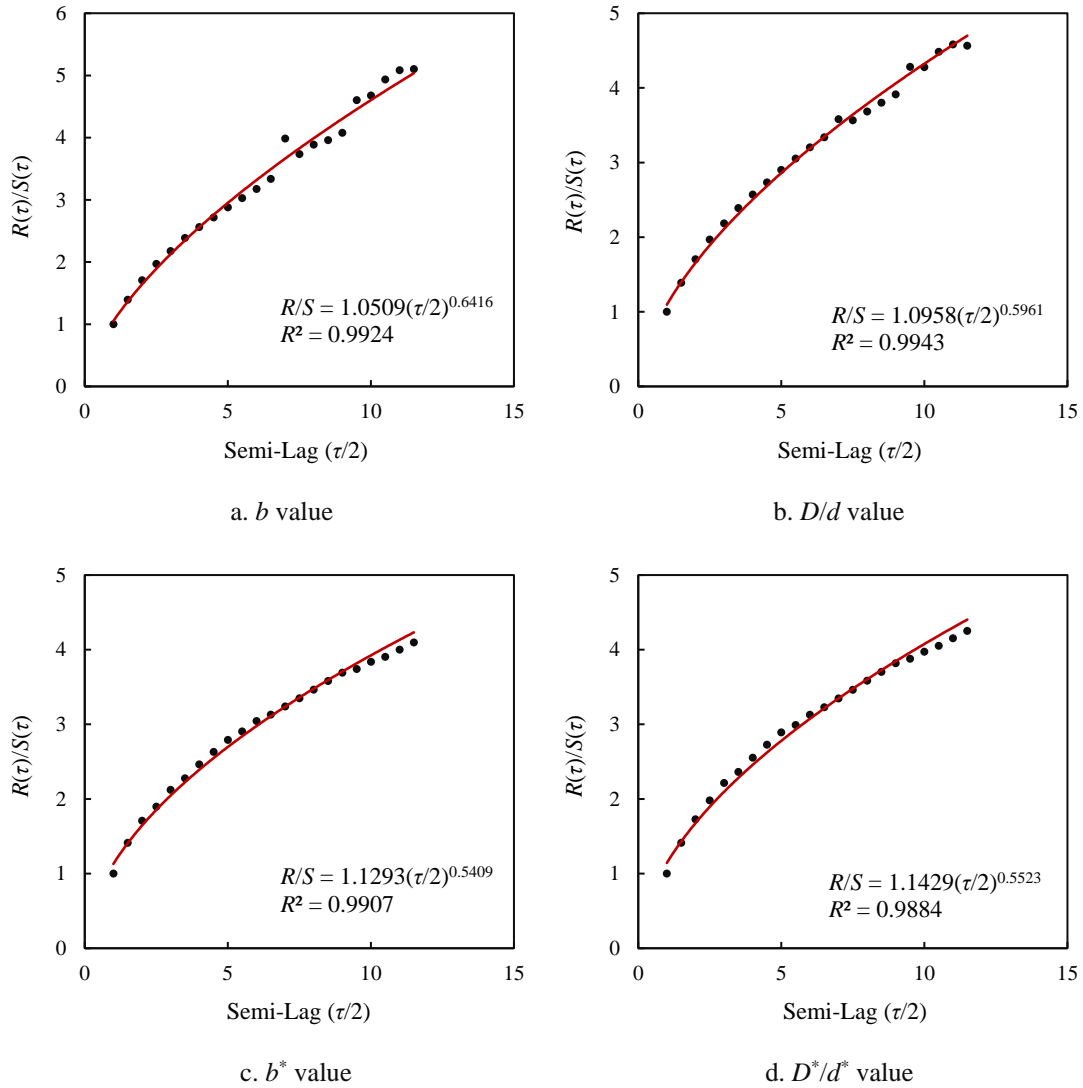 6
5
4
3
2
1
0
R(τ)/S(τ)
R/S = 1.0509(τ/2)^0.6416
R² = 0.9924
0 5 10 15
Semi-Lag (τ/2)
a. b value
5
4
3
2
1
0
R(τ)/S(τ)
R/S = 1.0958(τ/2)^0.5961
R² = 0.9943
0 5 10 15
Semi-Lag (τ/2)
b. D/d value
5
4
3
2
1
0
R(τ)/S(τ)
R/S = 1.1293(τ/2)^0.5409
R² = 0.9907
0 5 10 15
Semi-Lag (τ/2)
c. b* value
5
4
3
2
1
0
R(τ)/S(τ)
R/S = 1.1429(τ/2)^0.5523
R² = 0.9884
0 5 10 15
Semi-Lag (τ/2)
d. D*/d* value